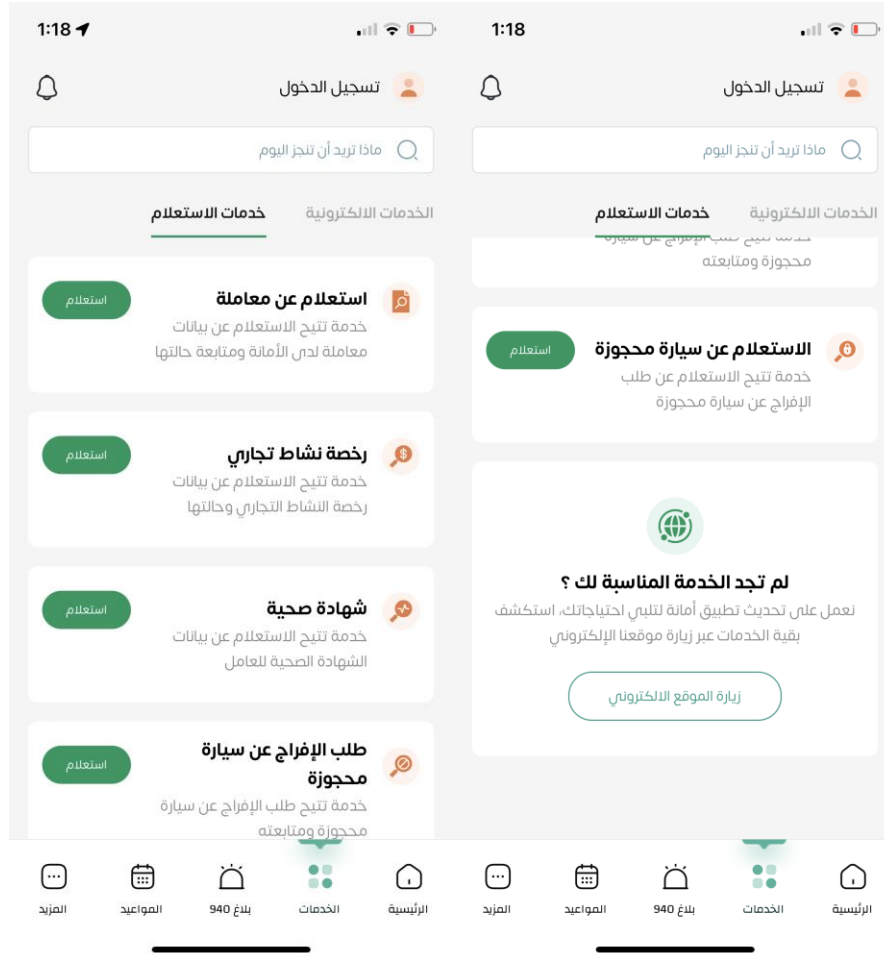 1:18
تسجيل الدخول
ماذا تريد أن تنجز اليوم
الخدمات الالكترونية
خدمات الاستعلام
استعلام عن معاملة
خدمة تتيح الاستعلام عن بيانات
معاملة لدى الأمانة ومتابعة حالتها
استعلام
رخصة نشاط تجاري
خدمة تتيح الاستعلام عن بيانات
رخصة النشاط التجاري وحالتها
استعلام
شهادة صحية
خدمة تتيح الاستعلام عن بيانات
الشهادة الصحية للعامل
استعلام
طلب الإفراج عن سيارة
محجوزة
خدمة تتيح طلب الإفراج عن سيارة
محجوزة ومتابعته
استعلام
الرئيسية
الخدمات
بلاغ 940
المواعيد
المزيد
1:18
تسجيل الدخول
ماذا تريد أن تنجز اليوم
الخدمات الالكترونية
خدمات الاستعلام
خدمة تتيح طلب الإفراج عن سيارة
محجوزة ومتابعته
الاستعلام عن سيارة محجوزة
خدمة تتيح الاستعلام عن طلب
الإفراج عن سيارة محجوزة
استعلام
لم تجد الخدمة المناسبة لك ؟
نعمل على تحديث تطبيق أمانة لتلبي احتياجاتك، استكشف
بقية الخدمات عبر زيارة موقعنا الإلكتروني
زيارة الموقع الالكتروني
الرئيسية
الخدمات
بلاغ 940
المواعيد
المزيد